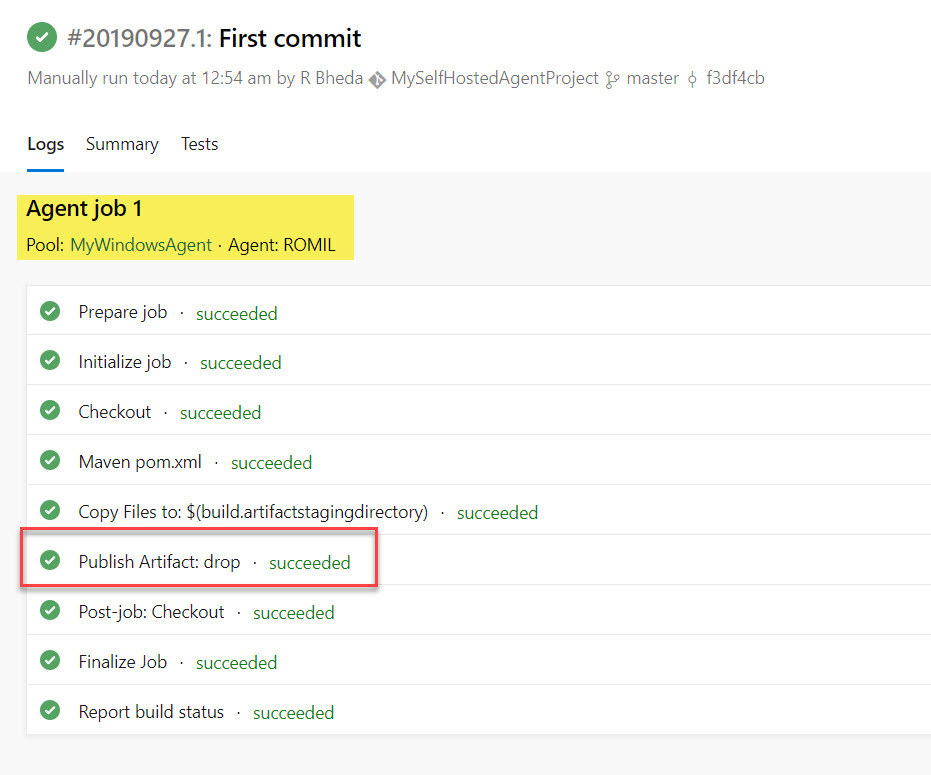 #20190927.1: First commit
Manually run today at 12:54 am by R Bheda MySelfHostedAgentProject master f3df4cb
Logs Summary Tests
Agent job 1
Pool: MyWindowsAgent · Agent: ROMIL
Prepare job · succeeded
Initialize job · succeeded
Checkout · succeeded
Maven pom.xml · succeeded
Copy Files to: $(build.artifactstagingdirectory) · succeeded
Publish Artifact: drop · succeeded
Post-job: Checkout · succeeded
Finalize Job · succeeded
Report build status · succeeded